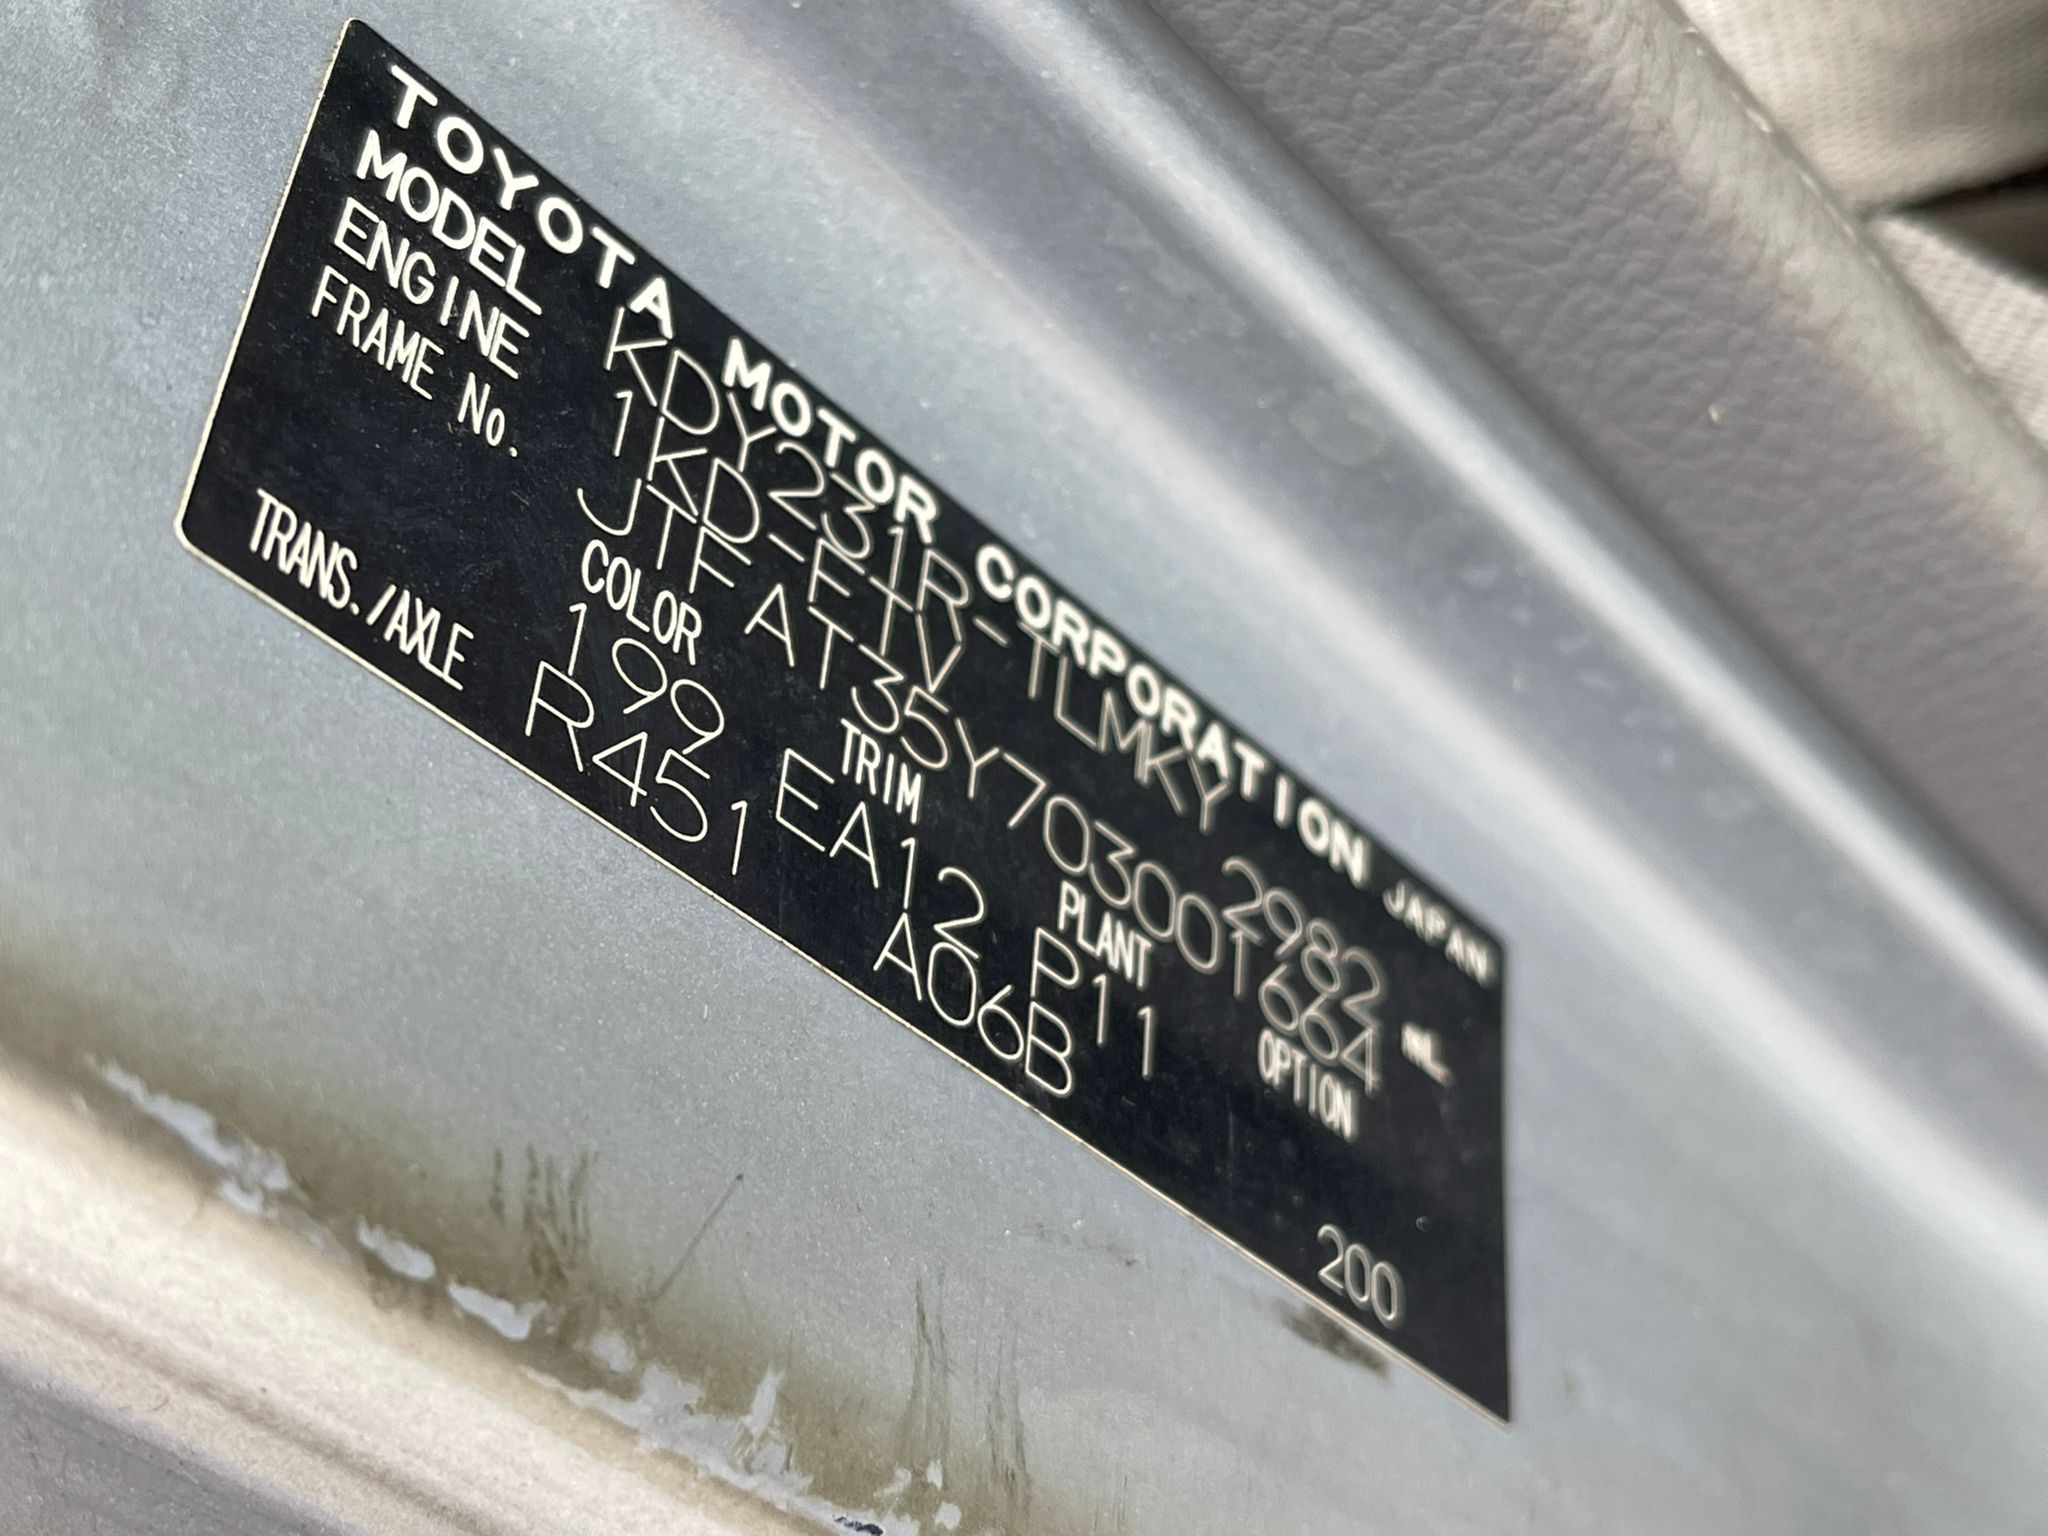 TOYOTA MOTOR CORPORATION JAPAN
MODEL KDY231R-TLMKY
ENGINE 1KD-FTV 2982 mL
FRAME No. JTFAT35Y703001664
COLOR TRIM PLANT OPTION
199 EA12 P11
TRANS./AXLE R451 A06B
200